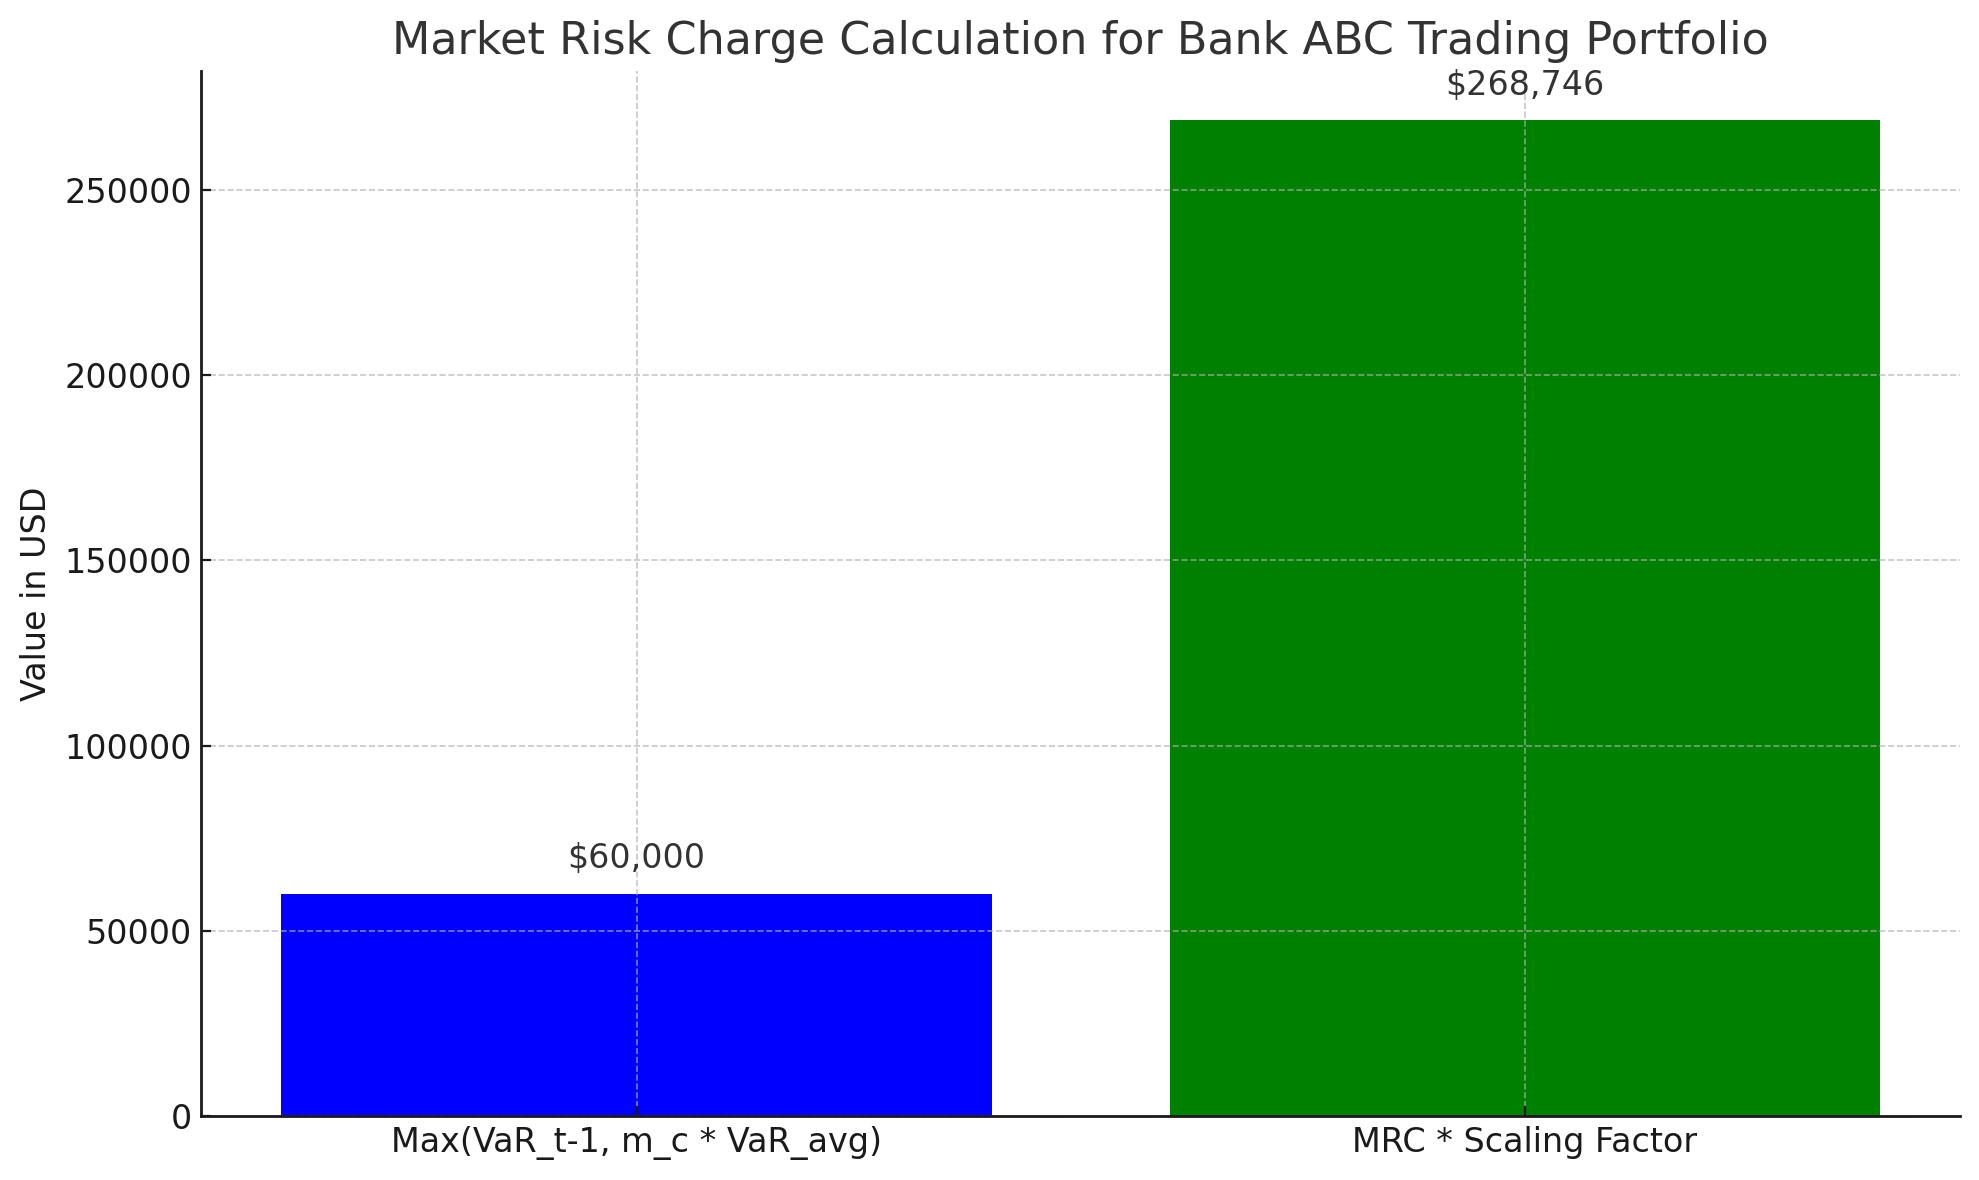 Market Risk Charge Calculation for Bank ABC Trading Portfolio
$268,746
250000
200000
Value in USD
150000
100000
$60,000
50000
0
Max(VaR_t-1, m_c * VaR_avg)
MRC * Scaling Factor